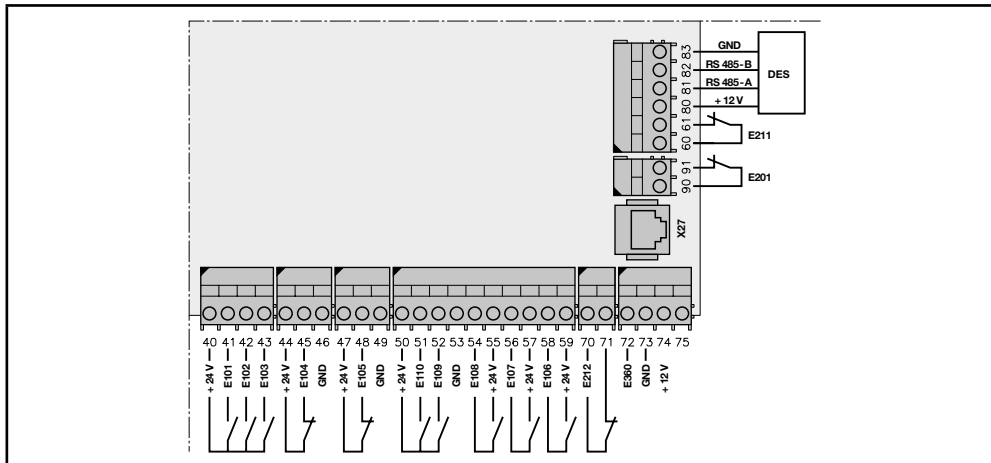 83 GND
82 RS 485-B
81 RS 485-A
80 + 12 V
DES
61
60
E211
91
90
E201
X27
40 41 42 43 44 45 46 47 48 49 50 51 52 53 54 55 56 57 58 59 70 71 72 73 74 75
+ 24 V E101 E102 E103 + 24 V E104 GND + 24 V E105 GND + 24 V E110 E109 GND E108 + 24 V E107 + 24 V E106 + 24 V E212 E360 GND + 12 V